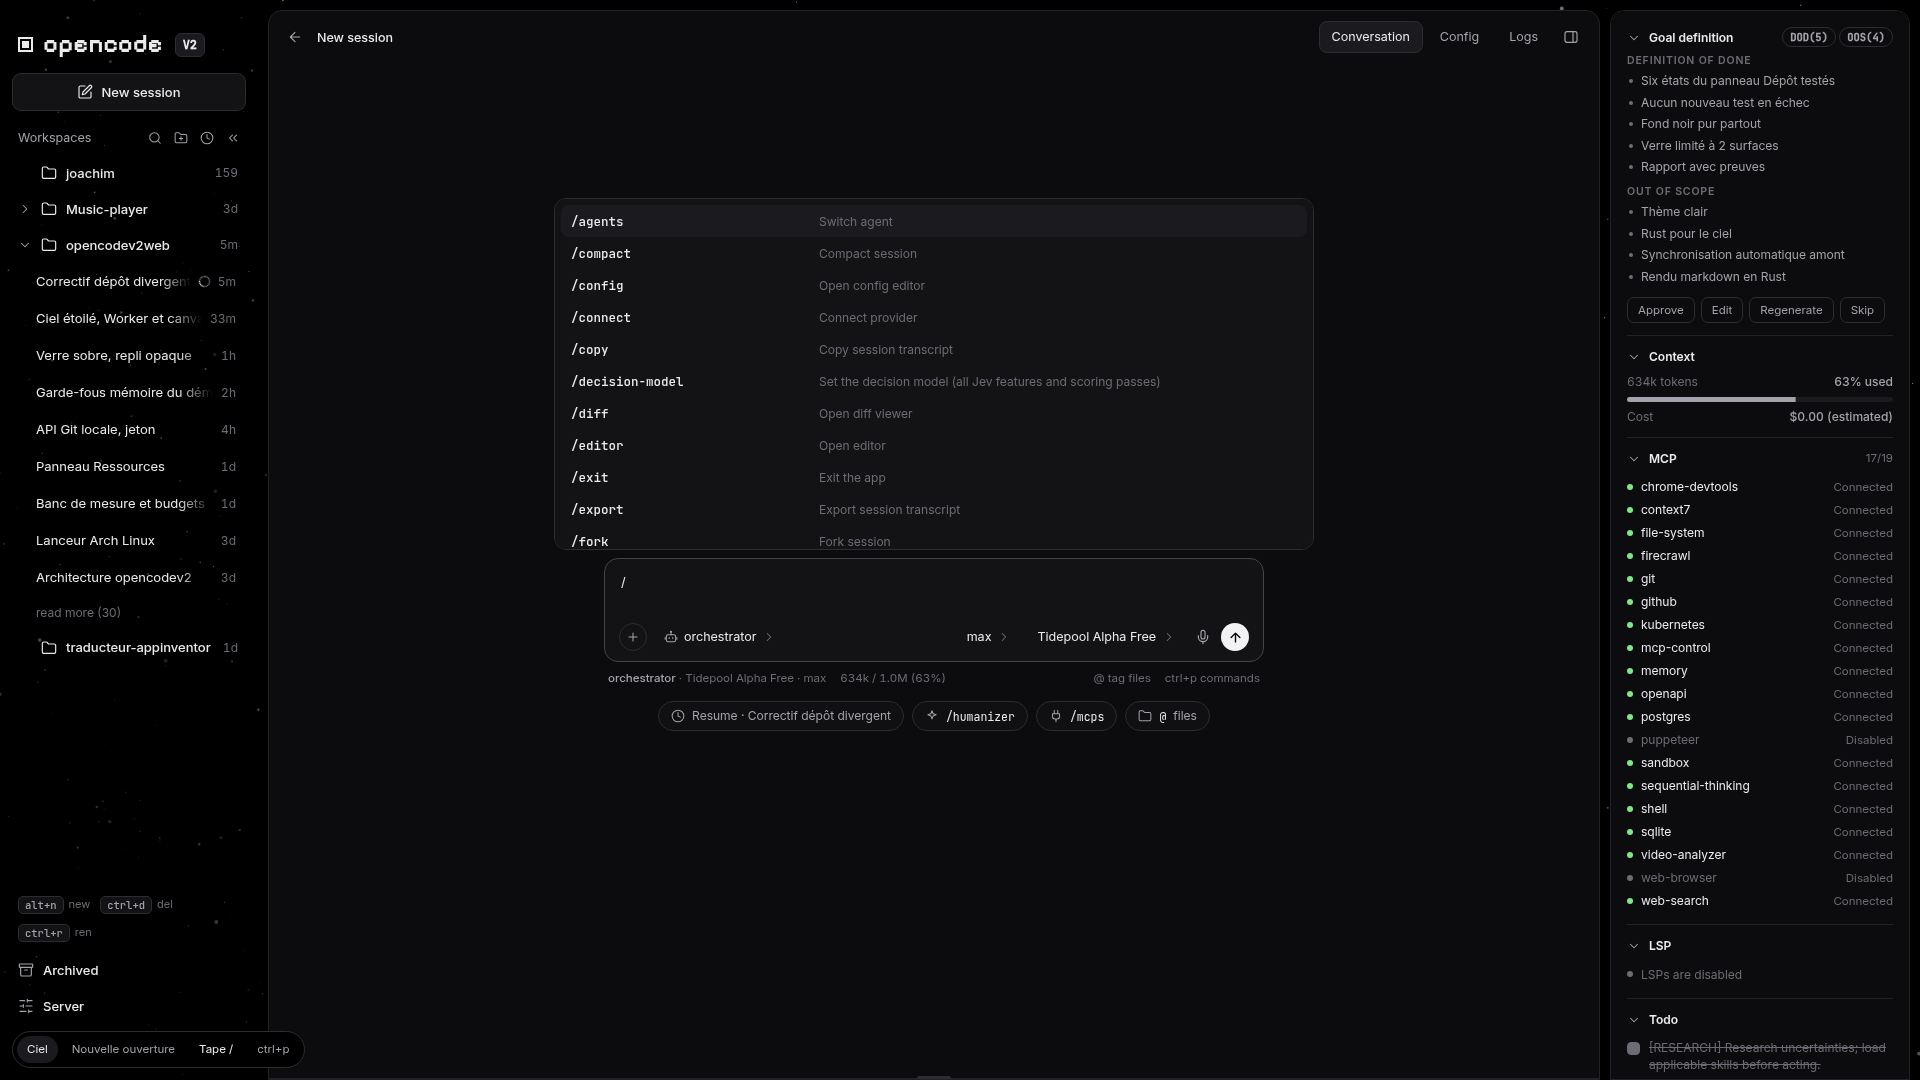 opencode V2
New session
Workspaces
joachim 159
Music-player 3d
opencodev2web 5m
Correctif dépôt divergent 5m
Ciel étoilé, Worker et canva 33m
Verre sobre, repli opaque 1h
Garde-fous mémoire du dém 2h
API Git locale, jeton 4h
Panneau Ressources 1d
Banc de mesure et budgets 1d
Lanceur Arch Linux 3d
Architecture opencodev2 3d
read more (30)
traducteur-appinventor 1d
alt+n new ctrl+d del
ctrl+r ren
Archived
Server
Ciel Nouvelle ouverture Tape / ctrl+p
New session
Conversation Config Logs
/agents Switch agent
/compact Compact session
/config Open config editor
/connect Connect provider
/copy Copy session transcript
/decision-model Set the decision model (all Jev features and scoring passes)
/diff Open diff viewer
/editor Open editor
/exit Exit the app
/export Export session transcript
/fork Fork session
/
orchestrator max Tidepool Alpha Free
orchestrator · Tidepool Alpha Free · max 634k / 1.0M (63%) @ tag files ctrl+p commands
Resume · Correctif dépôt divergent /humanizer /mcps @ files
Goal definition DOD(5) OOS(4)
DEFINITION OF DONE
• Six états du panneau Dépôt testés
• Aucun nouveau test en échec
• Fond noir pur partout
• Verre limité à 2 surfaces
• Rapport avec preuves
OUT OF SCOPE
• Thème clair
• Rust pour le ciel
• Synchronisation automatique amont
• Rendu markdown en Rust
Approve Edit Regenerate Skip
Context
634k tokens 63% used
Cost $0.00 (estimated)
MCP 17/19
chrome-devtools Connected
context7 Connected
file-system Connected
firecrawl Connected
git Connected
github Connected
kubernetes Connected
mcp-control Connected
memory Connected
openapi Connected
postgres Connected
puppeteer Disabled
sandbox Connected
sequential-thinking Connected
shell Connected
sqlite Connected
video-analyzer Connected
web-browser Disabled
web-search Connected
LSP
LSPs are disabled
Todo
[RESEARCH] Research uncertainties; load
applicable skills before acting.